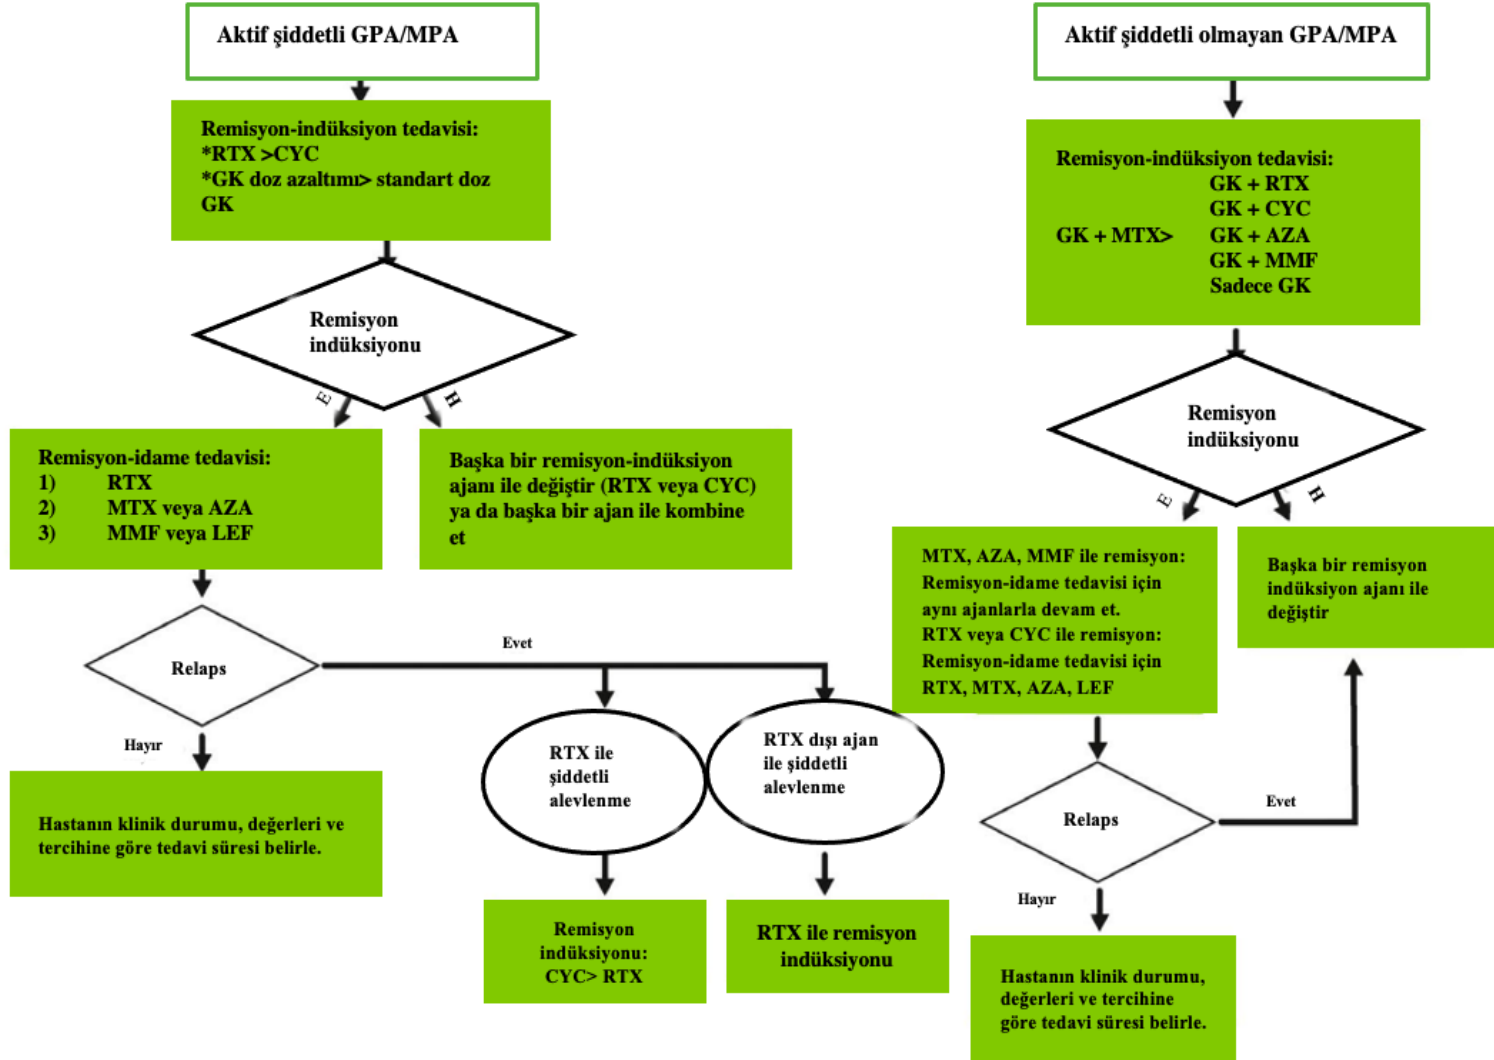 Aktif şiddetli GPA/MPA
Remisyon-indüksiyon tedavisi:
*RTX >CYC
*GK doz azaltımı> standart doz
GK
Remisyon
indüksiyonu
E
H
Remisyon-idame tedavisi:
1) RTX
2) MTX veya AZA
3) MMF veya LEF
Başka bir remisyon-indüksiyon
ajanı ile değiştir (RTX veya CYC)
ya da başka bir ajan ile kombine
et
Relaps
Evet
Hayır
Hastanın klinik durumu, değerleri ve
tercihine göre tedavi süresi belirle.
RTX ile
şiddetli
alevlenme
RTX dışı ajan
ile şiddetli
alevlenme
Remisyon
indüksiyonu:
CYC> RTX
RTX ile remisyon
indüksiyonu
Aktif şiddetli olmayan GPA/MPA
Remisyon-indüksiyon tedavisi:
GK + RTX
GK + CYC
GK + MTX> GK + AZA
GK + MMF
Sadece GK
Remisyon
indüksiyonu
E
H
MTX, AZA, MMF ile remisyon:
Remisyon-idame tedavisi için
aynı ajanlarla devam et.
RTX veya CYC ile remisyon:
Remisyon-idame tedavisi için
RTX, MTX, AZA, LEF
Başka bir remisyon
indüksiyon ajanı ile
değiştir
Relaps
Evet
Hayır
Hastanın klinik durumu,
değerleri ve tercihine
göre tedavi süresi belirle.